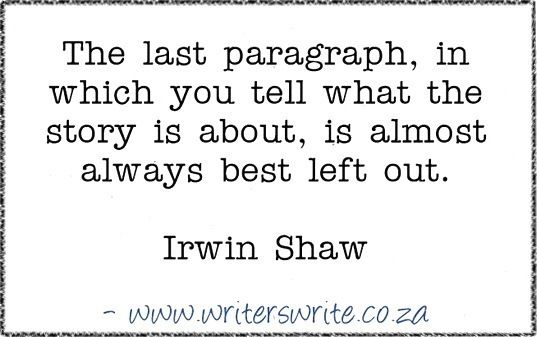 The last paragraph, in
which you tell what the
story is about, is almost
always best left out.
Irwin Shaw
- www.writerswrite.co.za